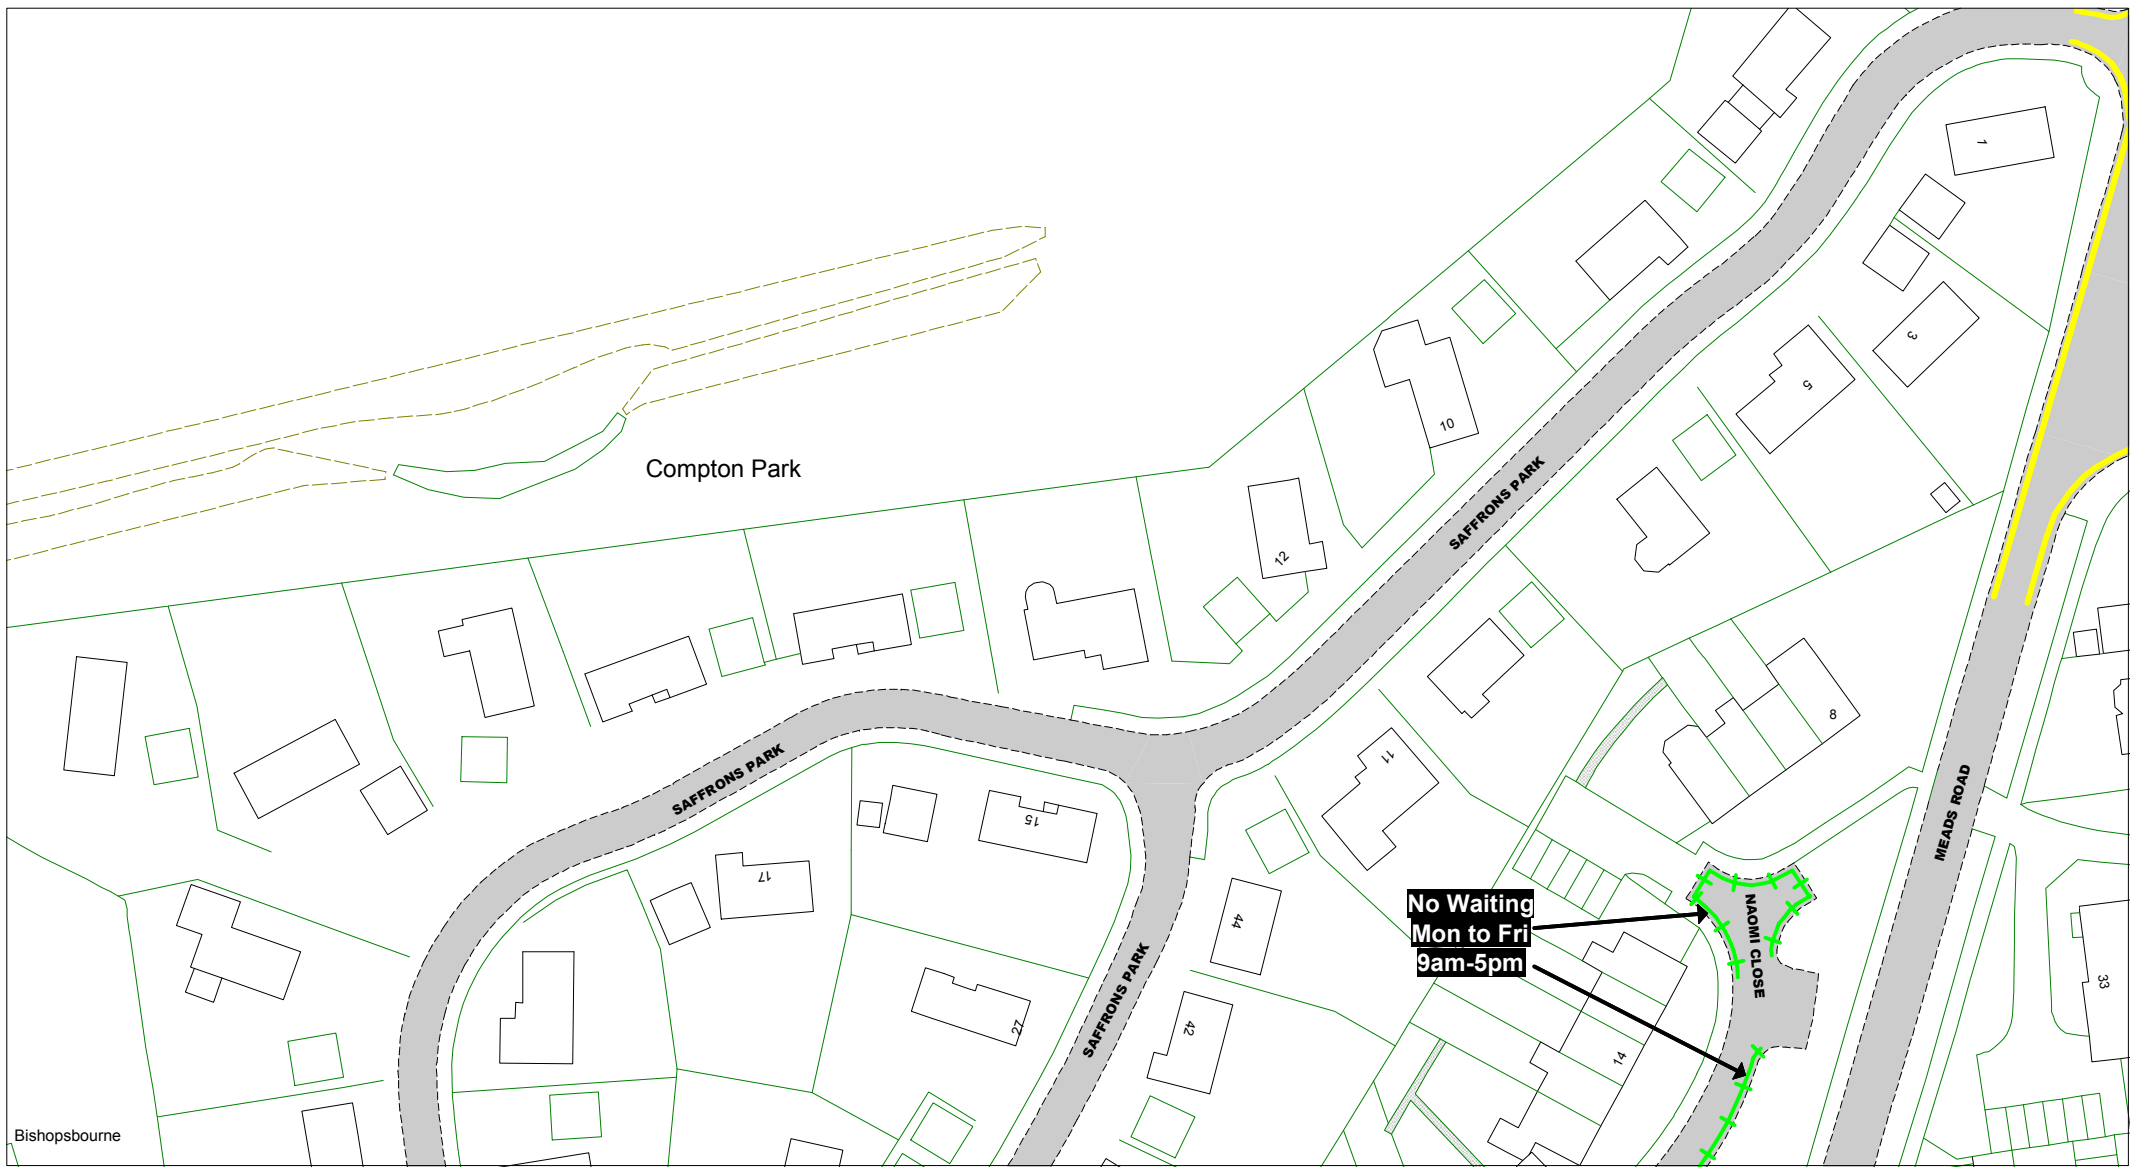 1
3
5
Compton Park
10
SAFFRONS PARK
12
8
11
SAFFRONS PARK
15
17
MEADS ROAD
44
No Waiting
Mon to Fri
9am-5pm
NAOMI CLOSE
33
27
SAFFRONS PARK
42
14
Bishopsbourne